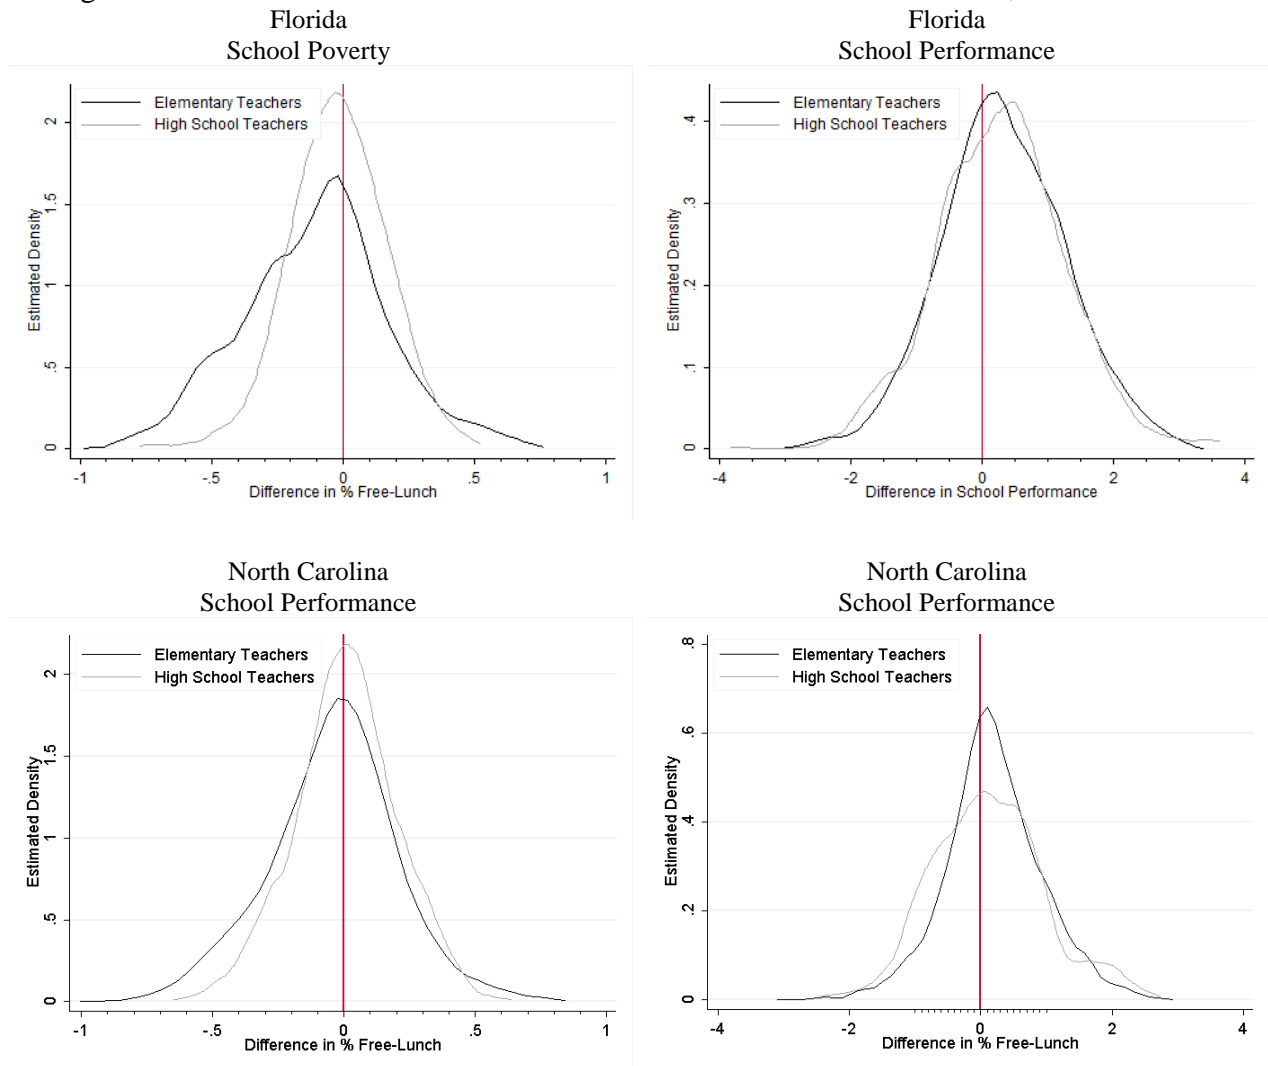 Florida
School Poverty
Elementary Teachers
High School Teachers
Estimated Density
2
1.5
1
.5
0
-1
-.5
0
.5
1
Difference in % Free-Lunch
Florida
School Performance
Elementary Teachers
High School Teachers
Estimated Density
.4
.3
.2
.1
0
-4
-2
0
2
4
Difference in School Performance
North Carolina
School Performance
Elementary Teachers
High School Teachers
Estimated Density
2
1.5
1
.5
0
-1
-.5
0
.5
1
Difference in % Free-Lunch
North Carolina
School Performance
Elementary Teachers
High School Teachers
Estimated Density
.8
.6
.4
.2
0
-4
-2
0
2
4
Difference in % Free-Lunch